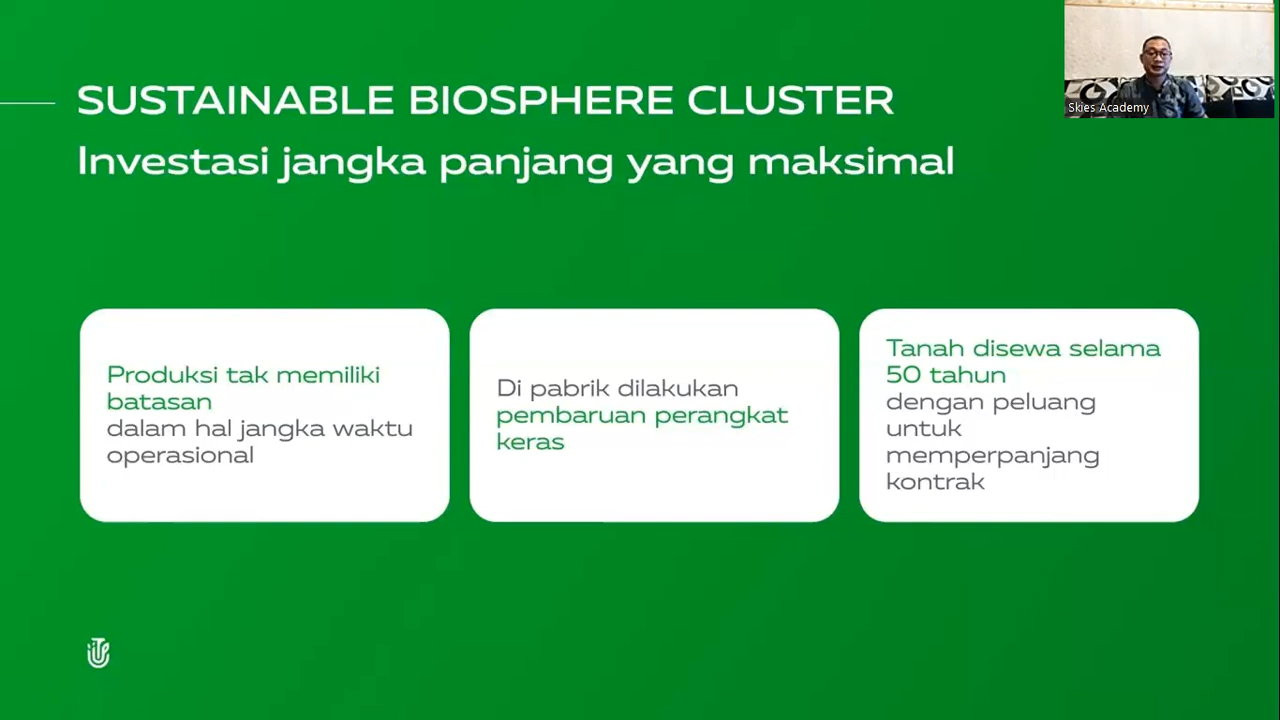 SUSTAINABLE BIOSPHERE CLUSTER
Investasi jangka panjang yang maksimal
Skies Academy
Produksi tak memiliki
batasan
dalam hal jangka waktu
operasional
Di pabrik dilakukan
pembaruan perangkat
keras
Tanah disewa selama
50 tahun
dengan peluang
untuk
memperpanjang
kontrak